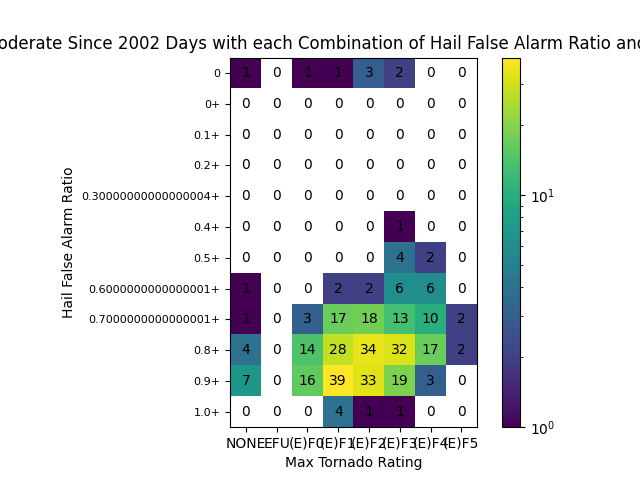 oderate Since 2002 Days with each Combination of Hail False Alarm Ratio and
0 1 0 1 1 3 2 0 0
0+ 0 0 0 0 0 0 0 0
0.1+ 0 0 0 0 0 0 0 0
0.2+ 0 0 0 0 0 0 0 0
0.30000000000000004+ 0 0 0 0 0 0 0 0
0.4+ 0 0 0 0 0 1 0 0
0.5+ 0 0 0 0 0 4 2 0
0.6000000000000001+ 1 0 0 2 2 6 6 0
0.7000000000000001+ 1 0 3 17 18 13 10 2
0.8+ 4 0 14 28 34 32 17 2
0.9+ 7 0 16 39 33 19 3 0
1.0+ 0 0 0 4 1 1 0 0
NONE EFU (E)F0 (E)F1 (E)F2 (E)F3 (E)F4 (E)F5
Max Tornado Rating
Hail False Alarm Ratio
10¹
10⁰